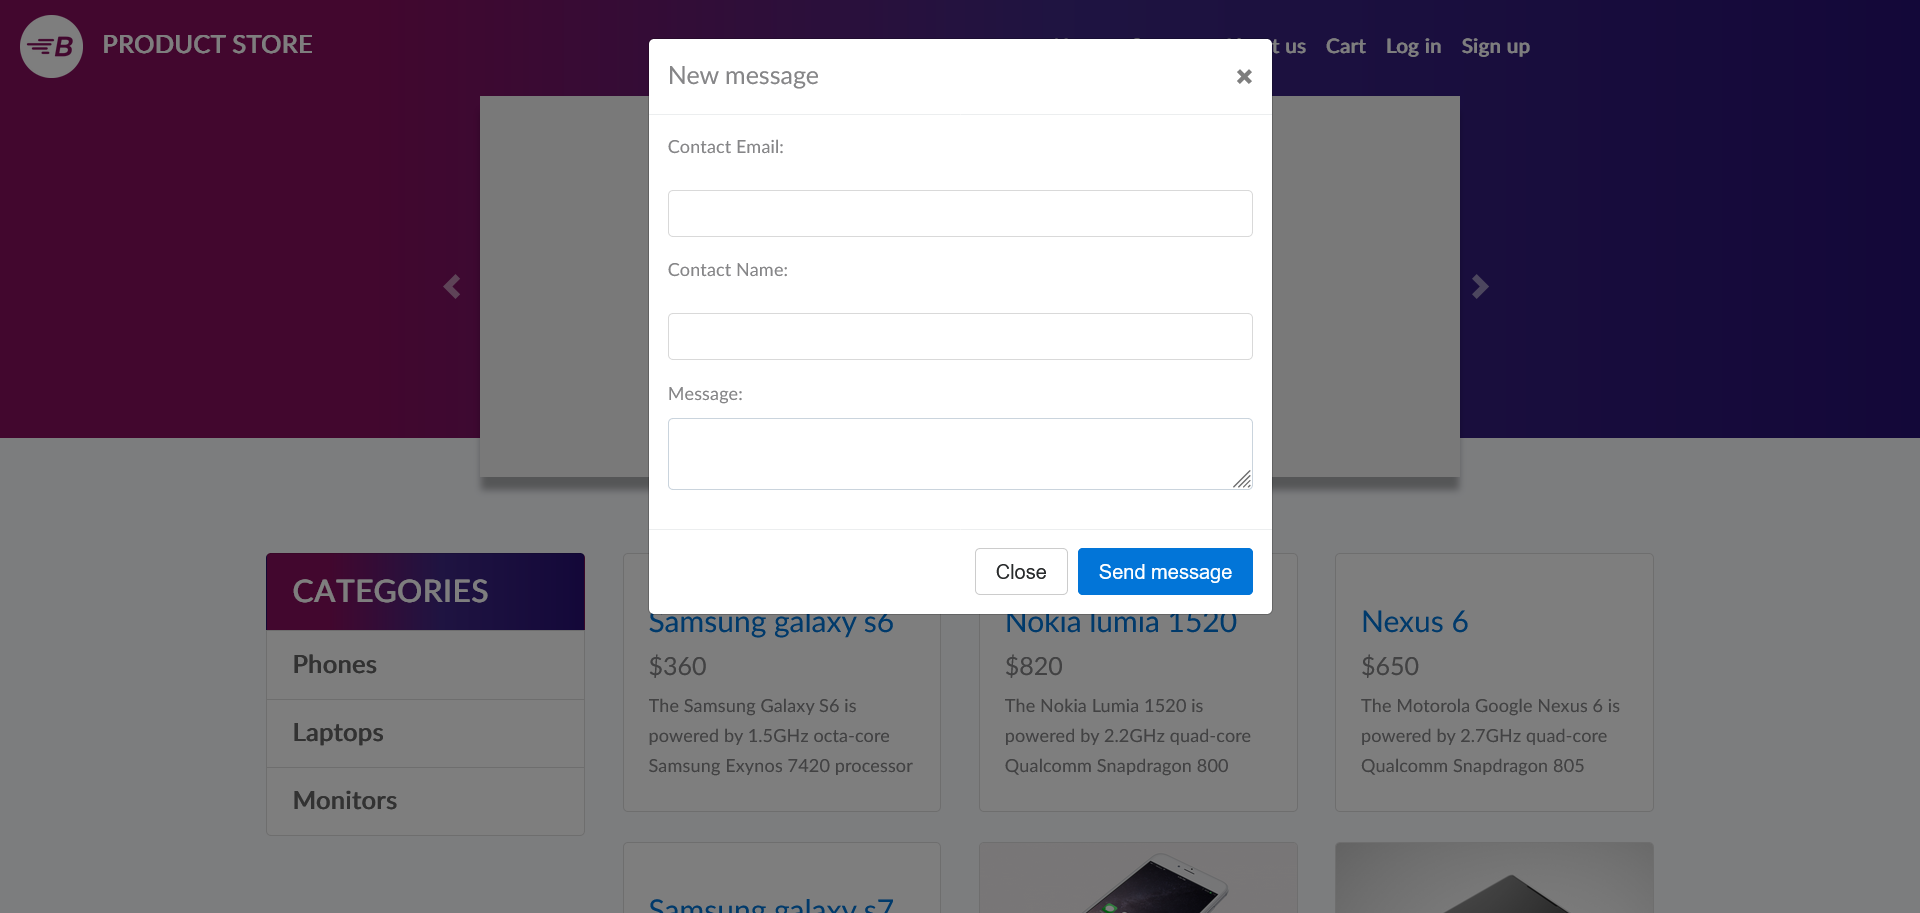 B PRODUCT STORE
t us Cart Log in Sign up
New message
Contact Email:
Contact Name:
Message:
Close Send message
CATEGORIES
Phones
Laptops
Monitors
Samsung galaxy s6
$360
The Samsung Galaxy S6 is
powered by 1.5GHz octa-core
Samsung Exynos 7420 processor
Nokia lumia 1520
$820
The Nokia Lumia 1520 is
powered by 2.2GHz quad-core
Qualcomm Snapdragon 800
Nexus 6
$650
The Motorola Google Nexus 6 is
powered by 2.7GHz quad-core
Qualcomm Snapdragon 805
Samsung galaxy s7